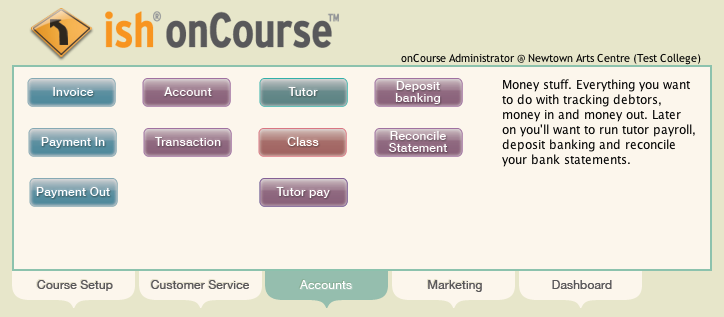 ish® onCourse™
onCourse Administrator @ Newtown Arts Centre (Test College)
Invoice
Account
Tutor
Deposit
banking
Payment In
Transaction
Class
Reconcile
Statement
Payment Out
Tutor pay
Money stuff. Everything you want
to do with tracking debtors,
money in and money out. Later
on you'll want to run tutor payroll,
deposit banking and reconcile
your bank statements.
Course Setup
Customer Service
Accounts
Marketing
Dashboard